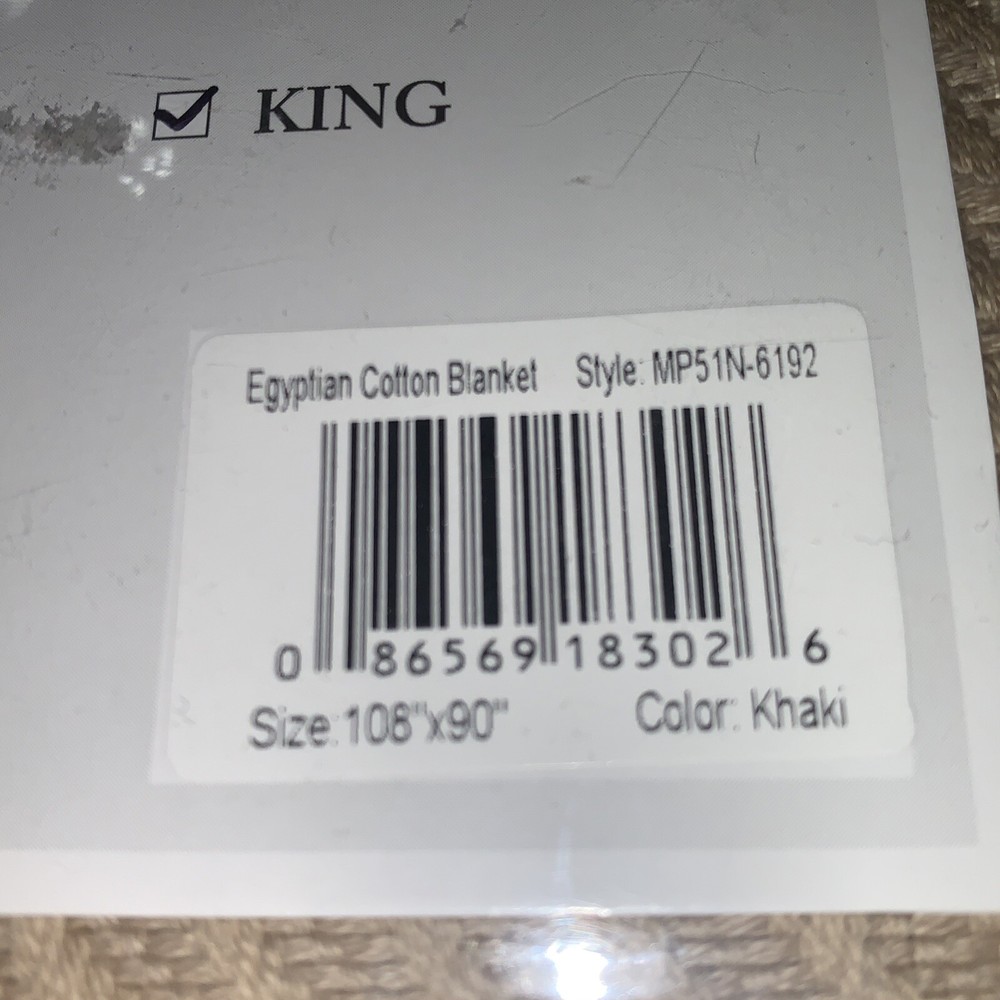 KING
Egyptian Cotton Blanket Style: MP51N-6192
0 86569 18302 6
Size: 108"x90" Color: Khaki